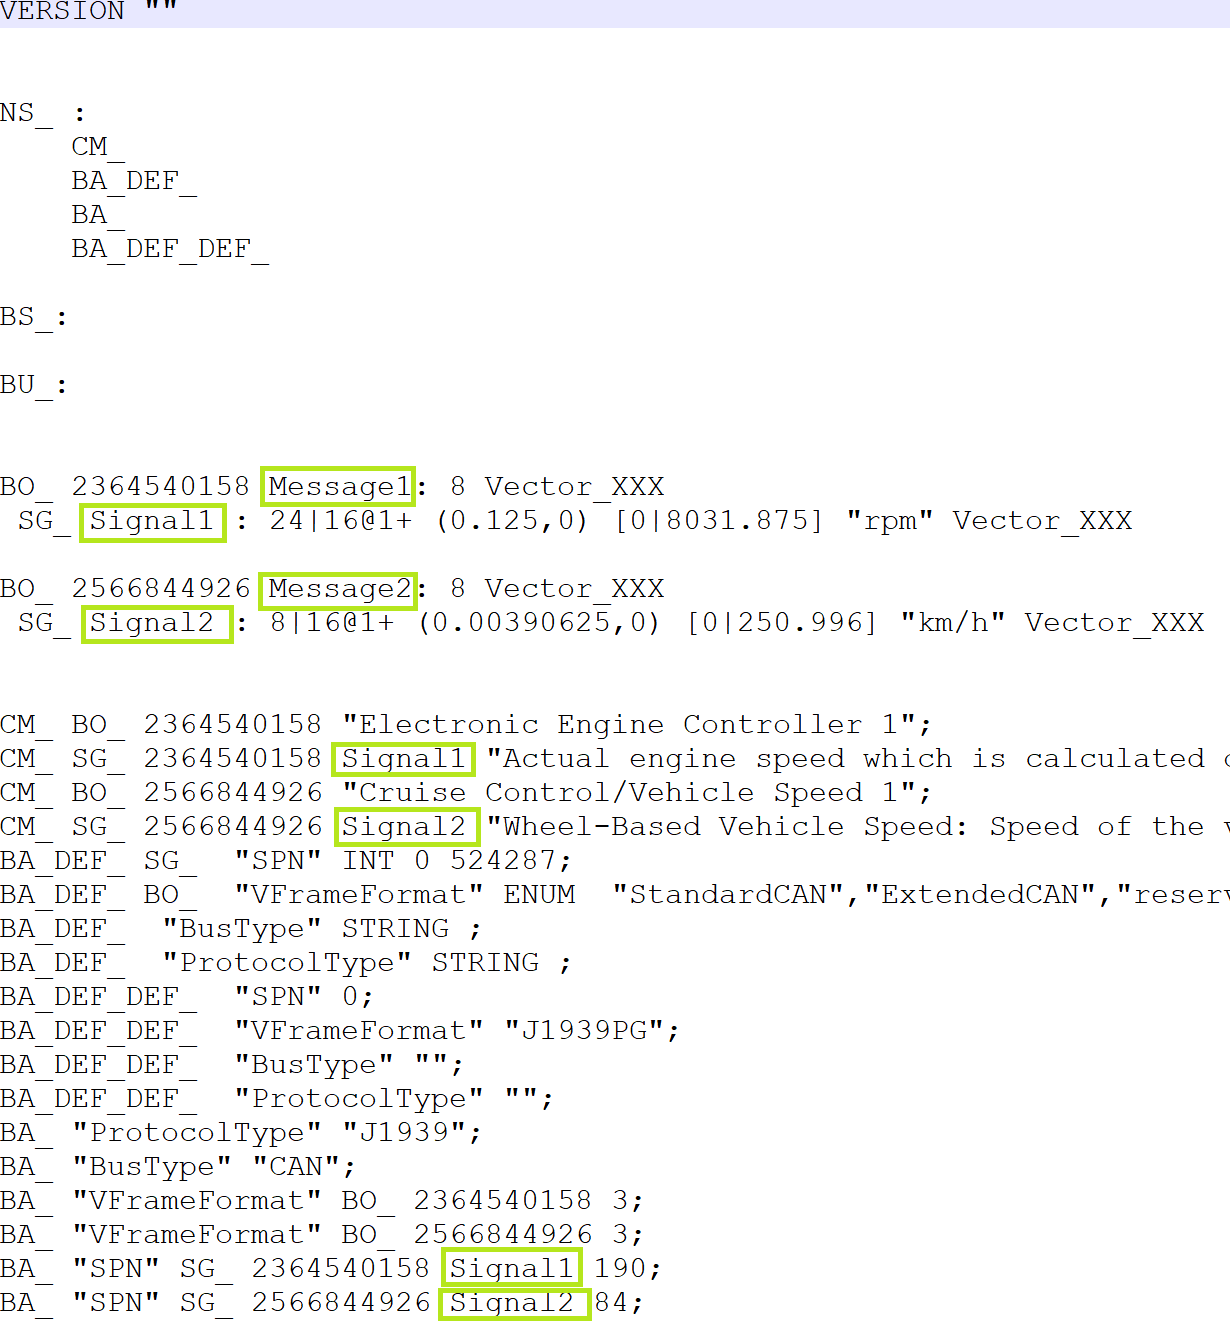 VERSION ""
NS_ :
CM_
BA_DEF_
BA_
BA_DEF_DEF_
BS_:
BU_:
BO_ 2364540158 Message1: 8 Vector_XXX
SG_ Signal1 : 24|16@1+ (0.125,0) [0|8031.875] "rpm" Vector_XXX
BO_ 2566844926 Message2: 8 Vector_XXX
SG_ Signal2 : 8|16@1+ (0.00390625,0) [0|250.996] "km/h" Vector_XXX
CM_ BO_ 2364540158 "Electronic Engine Controller 1";
CM_ SG_ 2364540158 Signal1 "Actual engine speed which is calculated
CM_ BO_ 2566844926 "Cruise Control/Vehicle Speed 1";
CM_ SG_ 2566844926 Signal2 "Wheel-Based Vehicle Speed: Speed of the
BA_DEF_ SG_  "SPN" INT 0 524287;
BA_DEF_ BO_  "VFrameFormat" ENUM  "StandardCAN","ExtendedCAN","reserv
BA_DEF_  "BusType" STRING ;
BA_DEF_  "ProtocolType" STRING ;
BA_DEF_DEF_  "SPN" 0;
BA_DEF_DEF_  "VFrameFormat" "J1939PG";
BA_DEF_DEF_  "BusType" "";
BA_DEF_DEF_  "ProtocolType" "";
BA_ "ProtocolType" "J1939";
BA_ "BusType" "CAN";
BA_ "VFrameFormat" BO_ 2364540158 3;
BA_ "VFrameFormat" BO_ 2566844926 3;
BA_ "SPN" SG_ 2364540158 Signal1 190;
BA_ "SPN" SG_ 2566844926 Signal2 84;